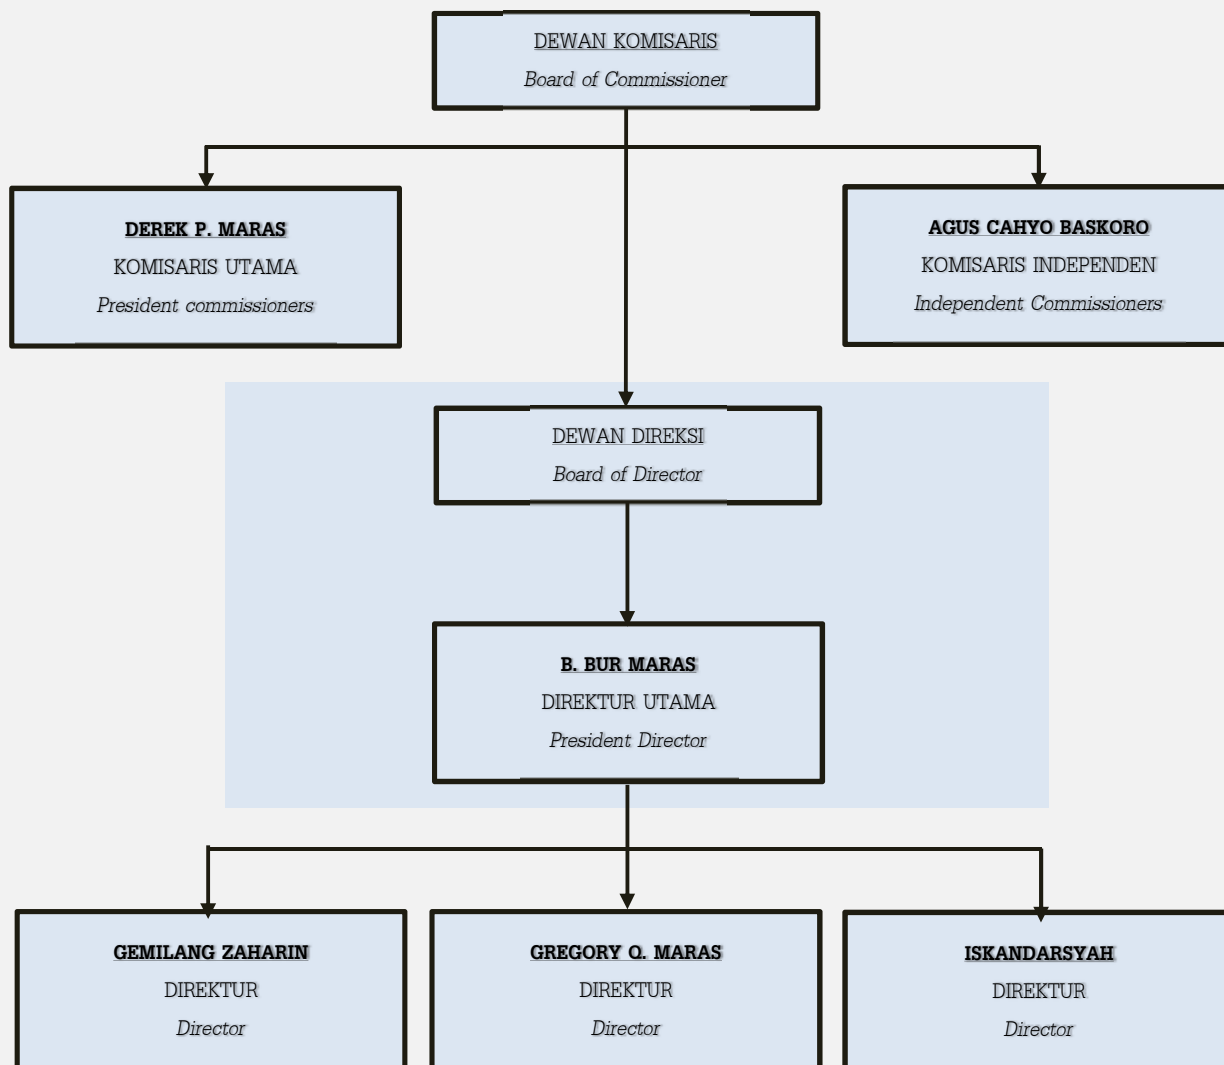 DEWAN KOMISARIS
Board of Commissioner
DEREK P. MARAS
KOMISARIS UTAMA
President commissioners
AGUS CAHYO BASKORO
KOMISARIS INDEPENDEN
Independent Commissioners
DEWAN DIREKSI
Board of Director
B. BUR MARAS
DIREKTUR UTAMA
President Director
GEMILANG ZAHARIN
DIREKTUR
Director
GREGORY Q. MARAS
DIREKTUR
Director
ISKANDARSYAH
DIREKTUR
Director